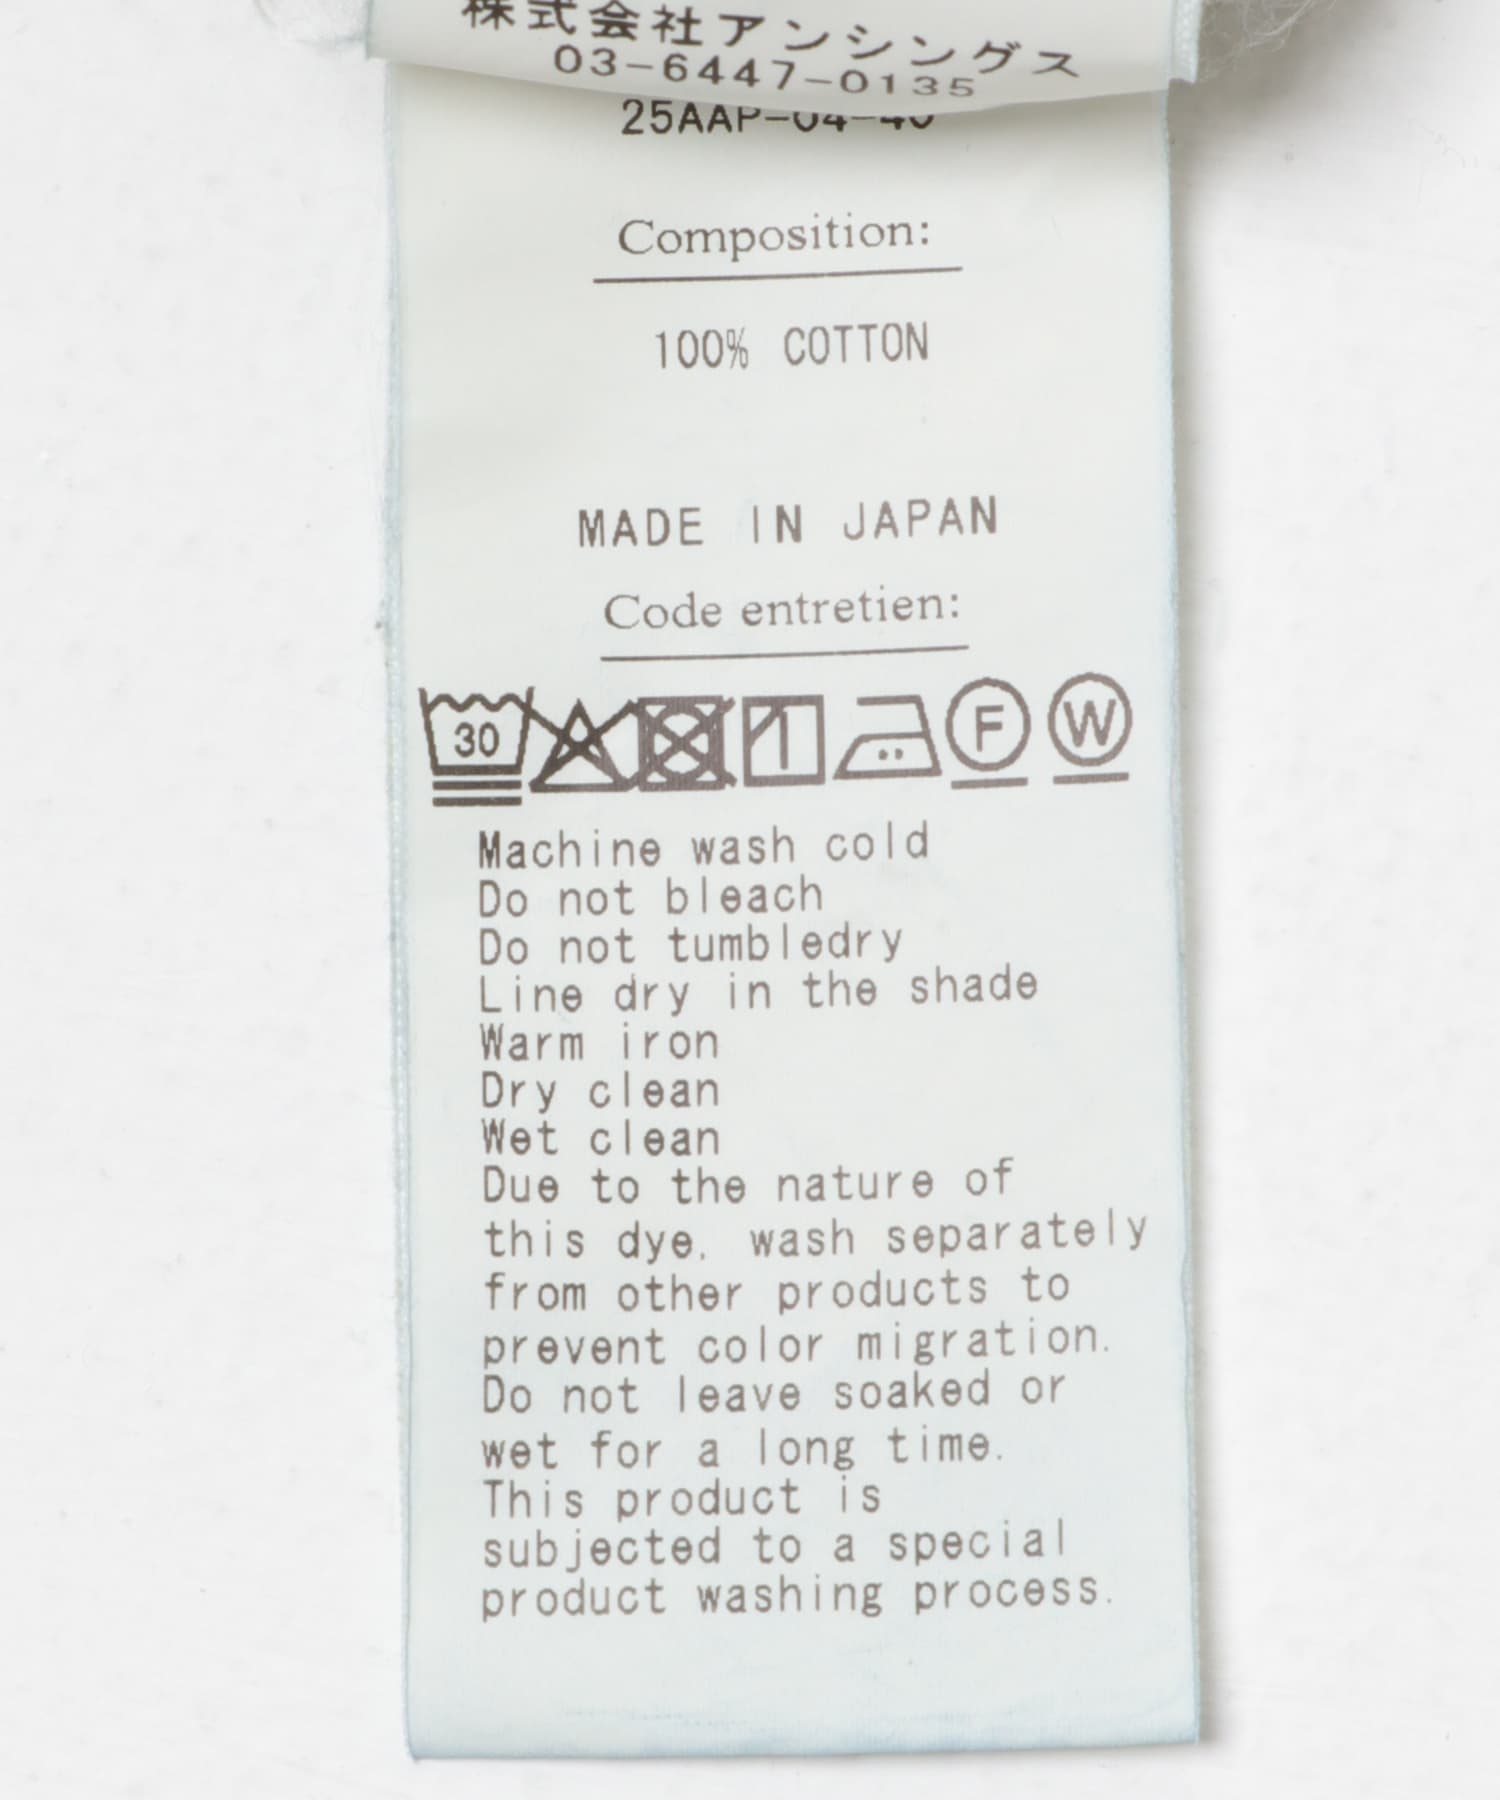 株式会社アンシングス
03-6447-0135
25AAP-04-40
Composition:
100% COTTON
MADE IN JAPAN
Code entretien:
30 F W
Machine wash cold
Do not bleach
Do not tumbledry
Line dry in the shade
Warm iron
Dry clean
Wet clean
Due to the nature of
this dye, wash separately
from other products to
prevent color migration.
Do not leave soaked or
wet for a long time.
This product is
subjected to a special
product washing process.